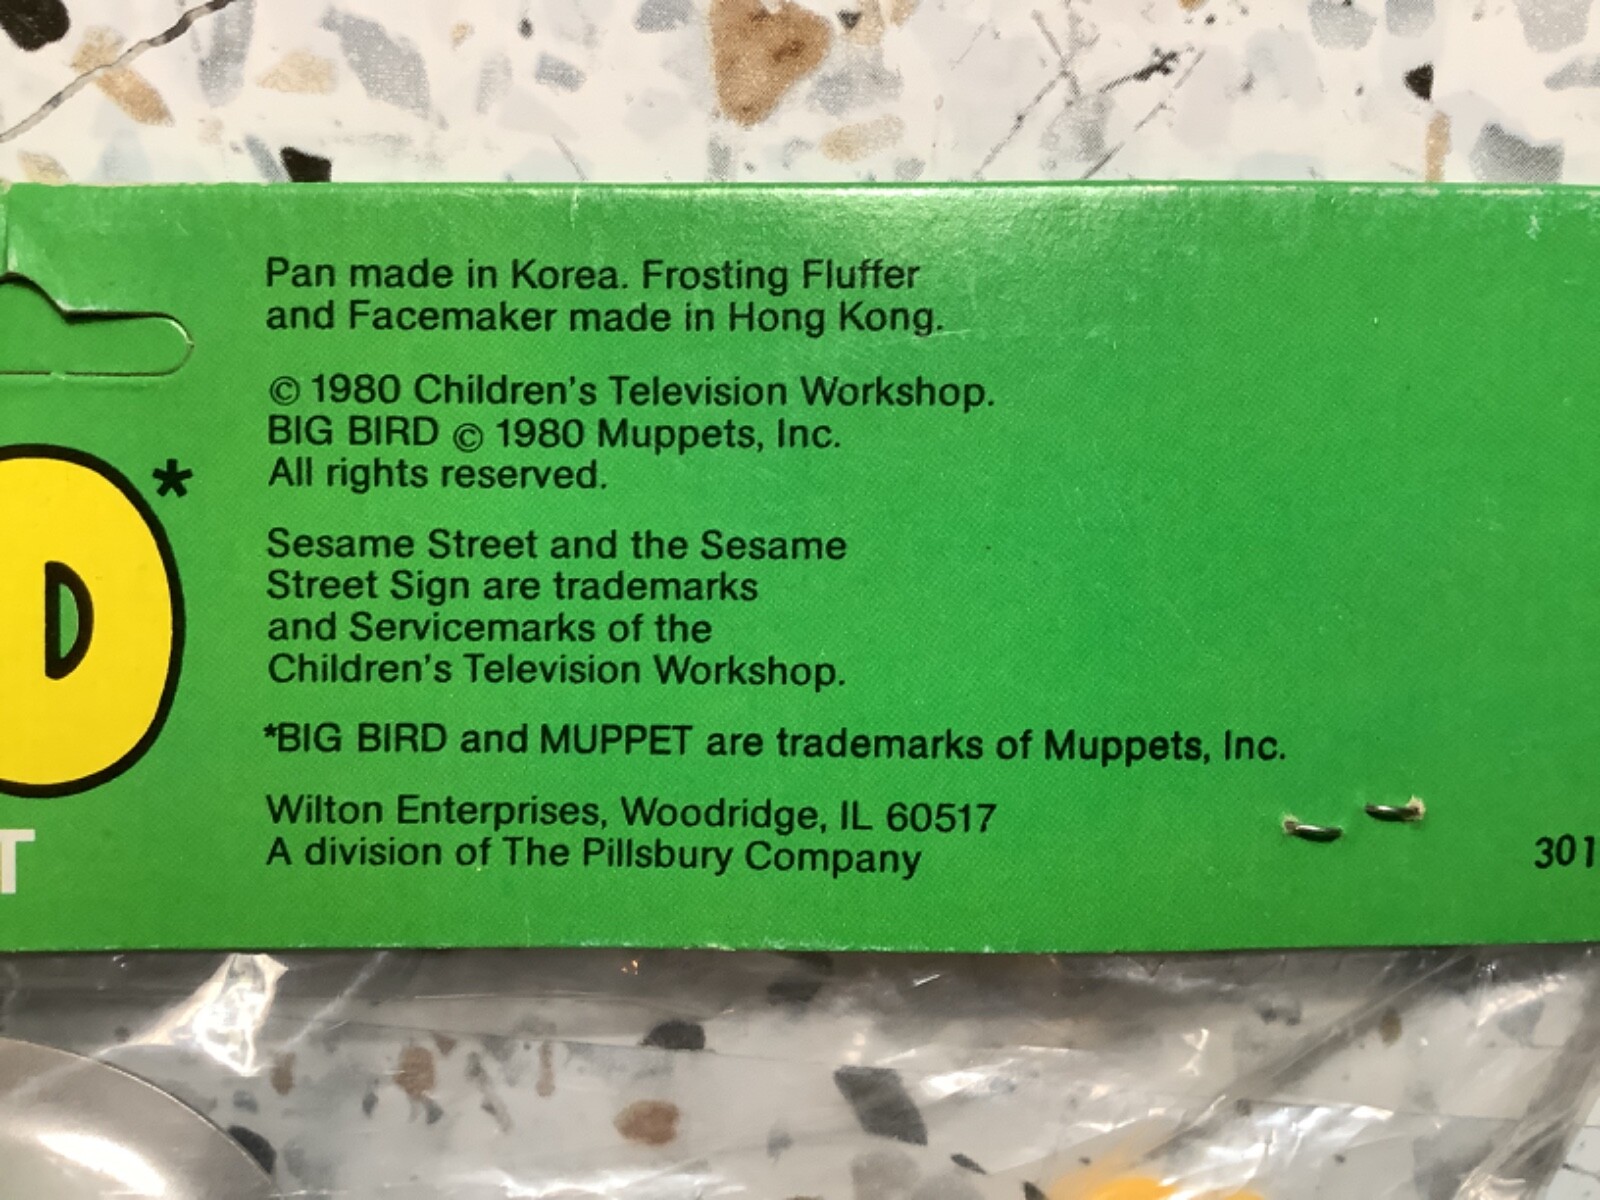 Pan made in Korea. Frosting Fluffer
and Facemaker made in Hong Kong.
© 1980 Children's Television Workshop.
BIG BIRD © 1980 Muppets, Inc.
All rights reserved.
D*
Sesame Street and the Sesame
Street Sign are trademarks
and Servicemarks of the
Children's Television Workshop.
*BIG BIRD and MUPPET are trademarks of Muppets, Inc.
Wilton Enterprises, Woodridge, IL 60517
A division of The Pillsbury Company
T
301